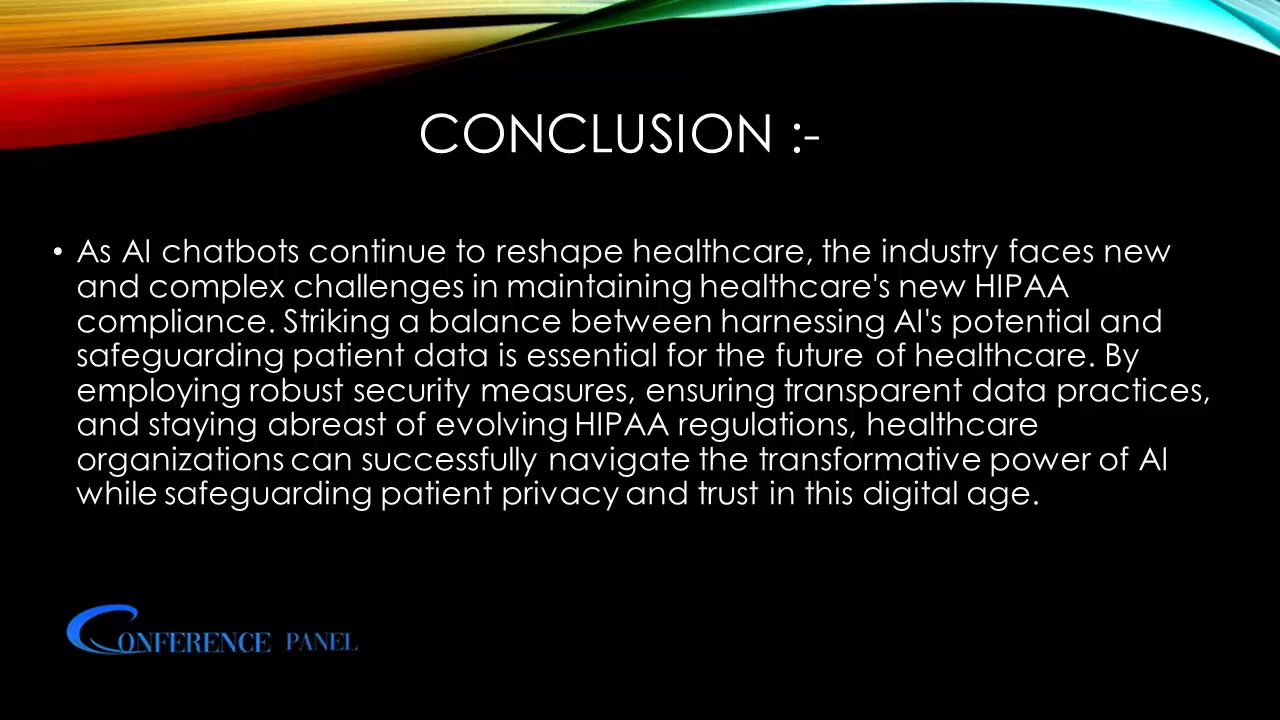 CONCLUSION :-
• As AI chatbots continue to reshape healthcare, the industry faces new
and complex challenges in maintaining healthcare's new HIPAA
compliance. Striking a balance between harnessing AI's potential and
safeguarding patient data is essential for the future of healthcare. By
employing robust security measures, ensuring transparent data practices,
and staying abreast of evolving HIPAA regulations, healthcare
organizations can successfully navigate the transformative power of AI
while safeguarding patient privacy and trust in this digital age.
CONFERENCE PANEL